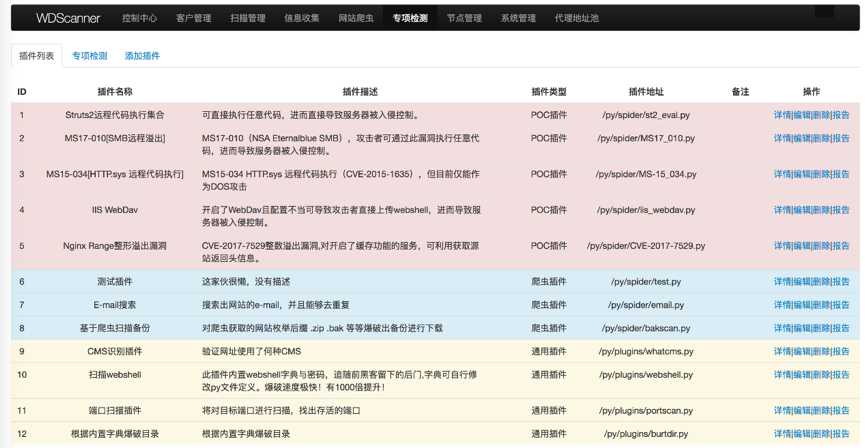 WDScanner 控制中心 客户管理 扫描管理 信息收集 网站爬虫 专项检测 节点管理 系统管理 代理地址池
插件列表 专项检测 添加插件
ID 插件名称 插件描述 插件类型 插件地址 备注 操作
1 Struts2远程代码执行集合 可直接执行任意代码，进而直接导致服务器被入侵控制。 POC插件 /py/spider/st2_eval.py 详情|编辑|删除|报告
2 MS17-010[SMB远程溢出] MS17-010（NSA Eternalblue SMB），攻击者可通过此漏洞执行任意代 POC插件 /py/spider/MS17_010.py 详情|编辑|删除|报告
码，进而导致服务器被入侵控制。
3 MS15-034[HTTP.sys 远程代码执行] MS15-034 HTTP.sys 远程代码执行（CVE-2015-1635），但目前仅能作 POC插件 /py/spider/MS-15_034.py 详情|编辑|删除|报告
为DOS攻击
4 IIS WebDav 开启了WebDav且配置不当可导致攻击者直接上传webshell，进而导致服 POC插件 /py/spider/iis_webdav.py 详情|编辑|删除|报告
务器被入侵控制。
5 Nginx Range整形溢出漏洞 CVE-2017-7529整数溢出漏洞,对开启了缓存功能的服务，可利用获取源 POC插件 /py/spider/CVE-2017-7529.py 详情|编辑|删除|报告
站返回头信息。
6 测试插件 这家伙很懒，没有描述 爬虫插件 /py/spider/test.py 详情|编辑|删除|报告
7 E-mail搜索 搜索出网站的e-mail，并且能够去重复 爬虫插件 /py/spider/email.py 详情|编辑|删除|报告
8 基于爬虫扫描备份 对爬虫获取的网站枚举后缀 .zip .bak 等等爆破出备份进行下载 爬虫插件 /py/spider/bakscan.py 详情|编辑|删除|报告
9 CMS识别插件 验证网址使用了何种CMS 通用插件 /py/plugins/whatcms.py 详情|编辑|删除|报告
10 扫描webshell 此插件内置webshell字典与密码，追随前黑客留下的后门,字典可自行修 通用插件 /py/plugins/webshell.py 详情|编辑|删除|报告
改py文件定义。爆破速度极快！有1000倍提升！
11 端口扫描插件 将对目标端口进行扫描，找出存活的端口 通用插件 /py/plugins/portscan.py 详情|编辑|删除|报告
12 根据内置字典爆破目录 根据内置字典爆破目录 通用插件 /py/plugins/burtdir.py 详情|编辑|删除|报告